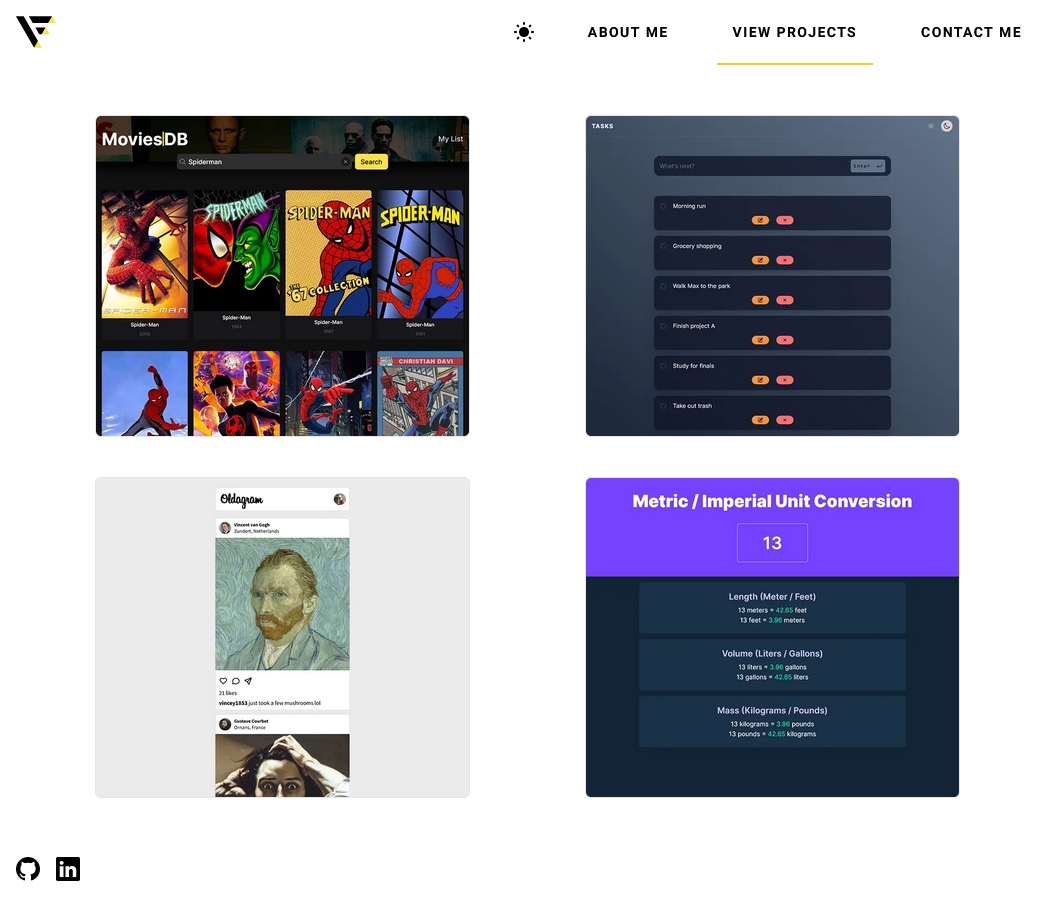 ABOUT ME
VIEW PROJECTS
CONTACT ME
MoviesDB
My List
Spiderman
Search
SPIDER-MAN
SPIDER-MAN
SPIDER-MAN
THE '67 COLLECTION
SPIDER-MAN
Spider-Man
Spider-Man
Spider-Man
Spider-Man
2002
1994
1967
1981
CHRISTIAN DAVI
TASKS
What's next?
Enter
Morning run
Grocery shopping
Walk Max to the park
Finish project A
Study for finals
Take out trash
Oldagram
Vincent van Gogh
Zundert, Netherlands
21 likes
vincey1853 just took a few mushrooms lol
Gustave Courbet
Ornans, France
Metric / Imperial Unit Conversion
13
Length (Meter / Feet)
13 meters = 42.65 feet
13 feet = 3.96 meters
Volume (Liters / Gallons)
13 liters = 3.96 gallons
13 gallons = 42.65 liters
Mass (Kilograms / Pounds)
13 kilograms = 3.96 pounds
13 pounds = 42.65 kilograms
in